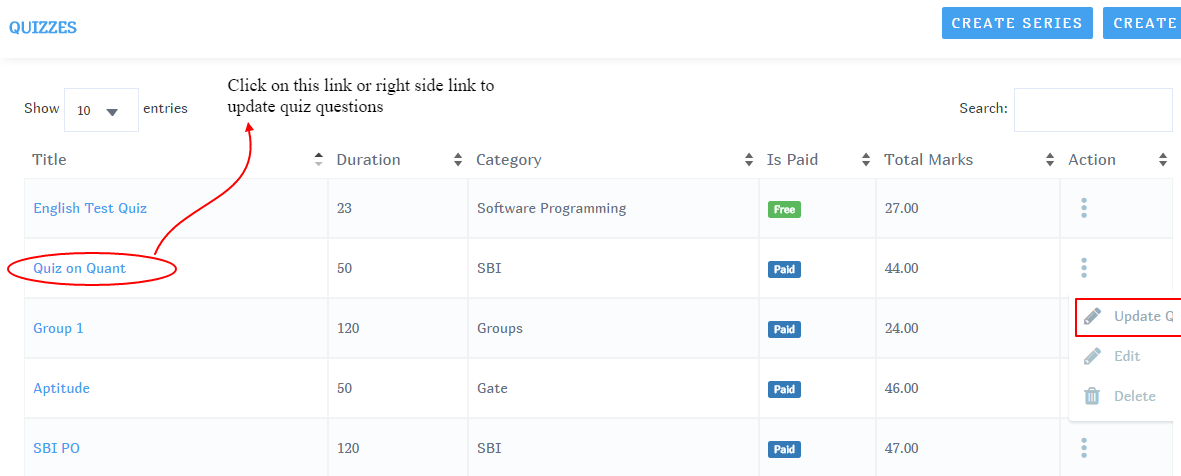 QUIZZES
CREATE SERIES
CREATE
Click on this link or right side link to
update quiz questions
Show 10 entries
Search:
Title Duration Category Is Paid Total Marks Action
English Test Quiz 23 Software Programming Free 27.00
Quiz on Quant 50 SBI Paid 44.00
Update Q
Group 1 120 Groups Paid 24.00
Edit
Aptitude 50 Gate Paid 46.00
Delete
SBI PO 120 SBI Paid 47.00